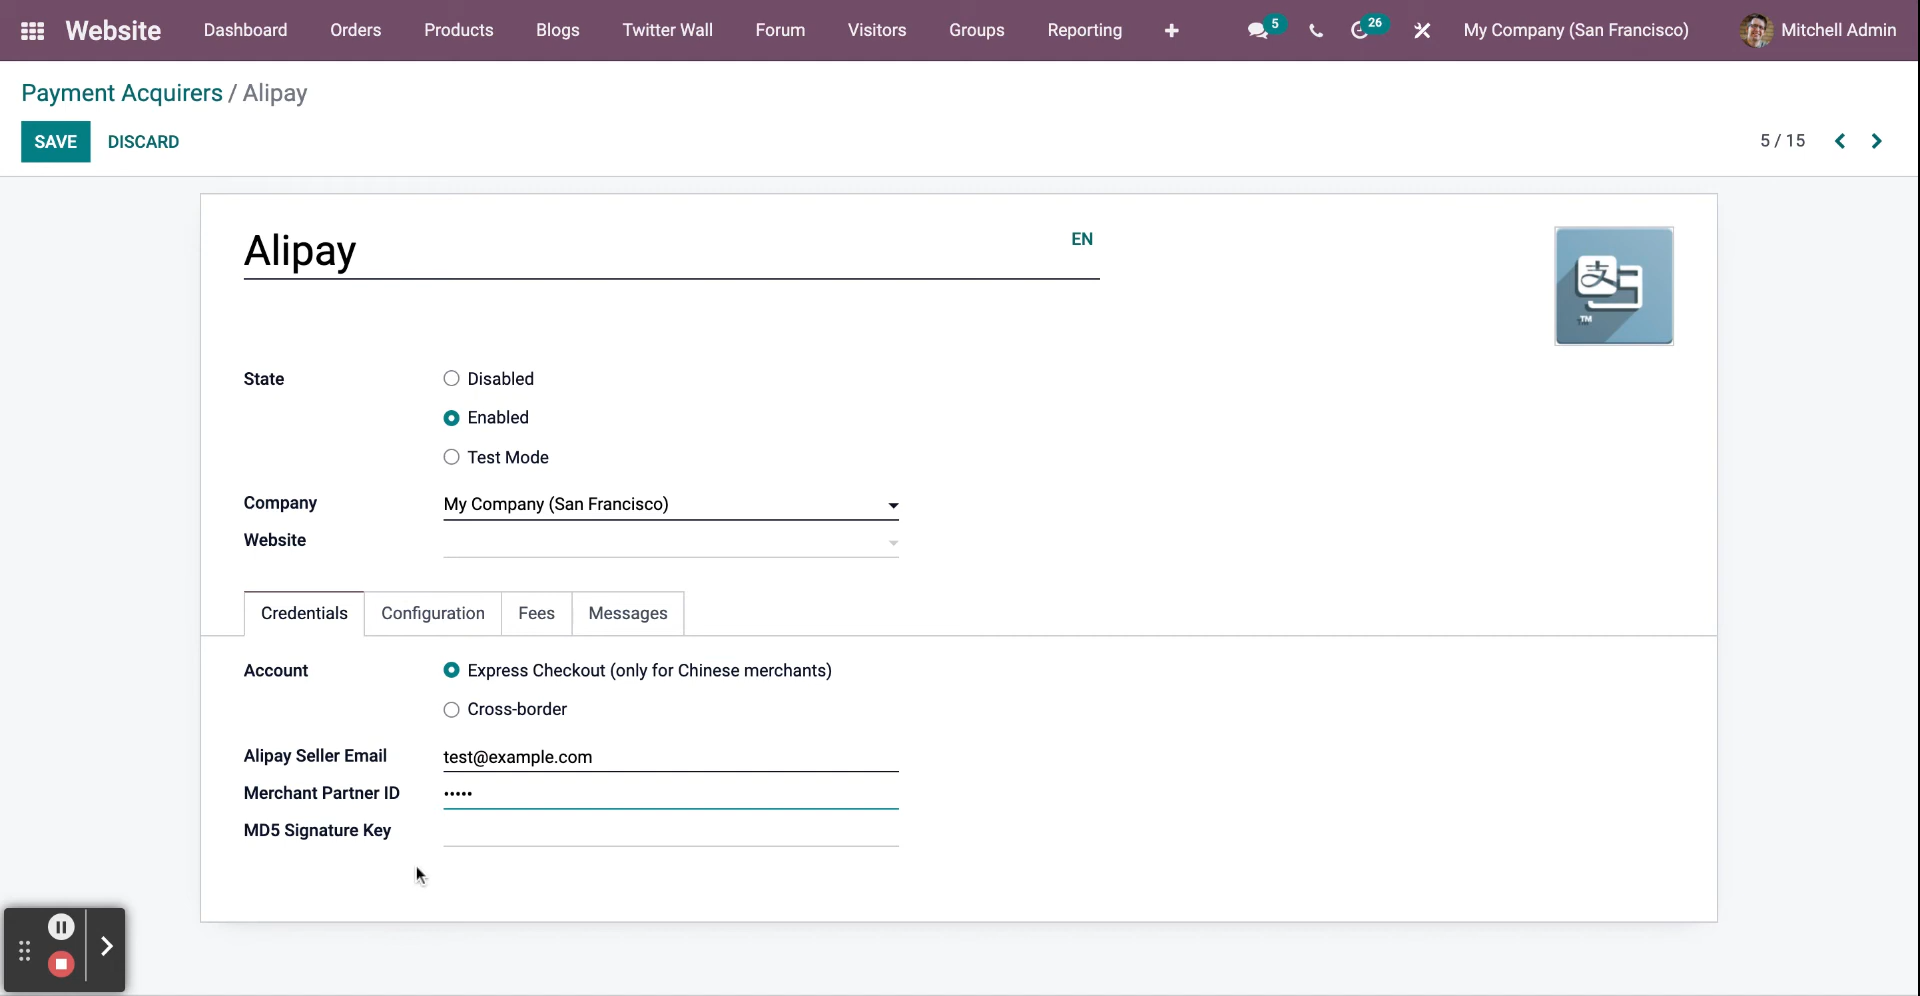 Website Dashboard Orders Products Blogs Twitter Wall Forum Visitors Groups Reporting 5 26 My Company (San Francisco) Mitchell Admin
Payment Acquirers / Alipay
SAVE DISCARD 5 / 15
Alipay EN
支
TM
State Disabled
Enabled
Test Mode
Company My Company (San Francisco)
Website
Credentials Configuration Fees Messages
Account Express Checkout (only for Chinese merchants)
Cross-border
Alipay Seller Email test@example.com
Merchant Partner ID •••••
MD5 Signature Key